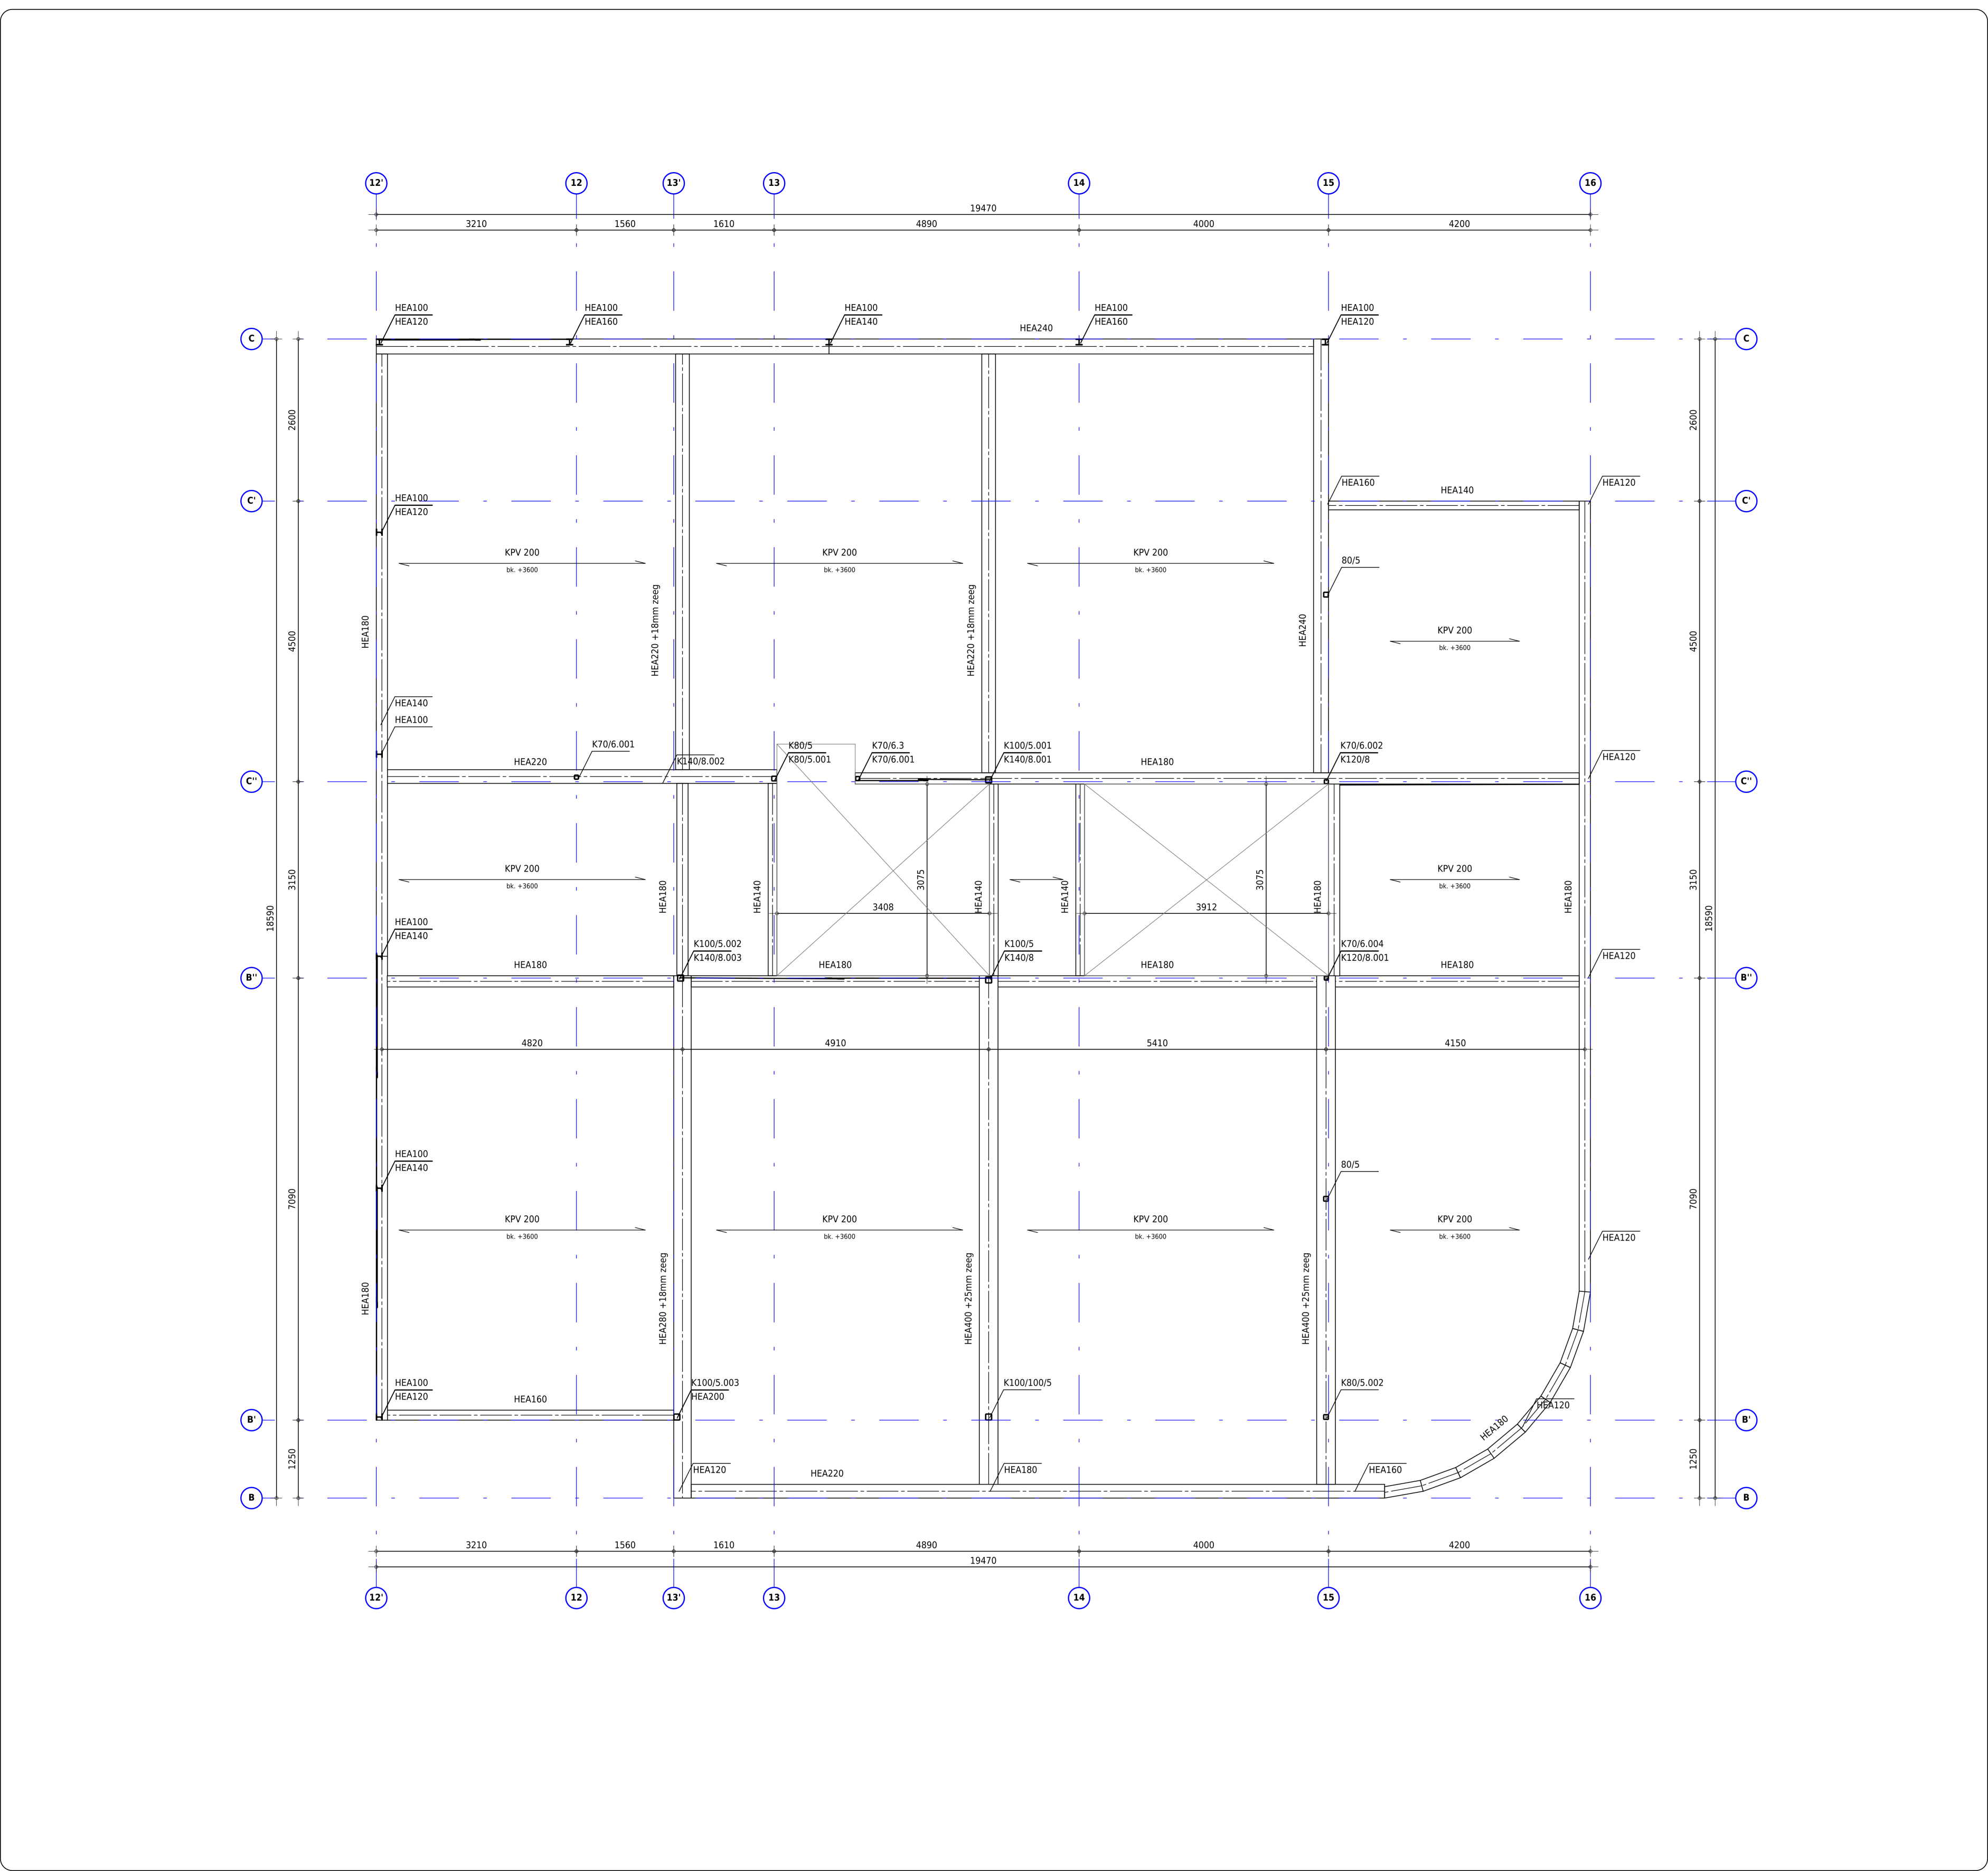 12'
12
13'
13
14
15
16
19470
3210
1560
1610
4890
4000
4200
HEA100
HEA120
HEA100
HEA160
HEA100
HEA140
HEA100
HEA160
HEA100
HEA120
HEA240
C
C
2600
2600
C'
C'
HEA100
HEA120
HEA160
HEA140
HEA120
KPV 200
bk. +3600
KPV 200
bk. +3600
KPV 200
bk. +3600
80/5
HEA180
HEA220 +18mm zeeg
HEA220 +18mm zeeg
HEA240
KPV 200
bk. +3600
4500
4500
HEA140
HEA100
HEA220
K70/6.001
K140/8.002
K80/5
K80/5.001
K70/6.3
K70/6.001
K100/5.001
K140/8.001
HEA180
K70/6.002
K120/8
HEA120
C''
C''
KPV 200
bk. +3600
KPV 200
bk. +3600
3150
3150
18590
18590
HEA180
HEA140
3075
3408
HEA140
HEA140
3912
3075
HEA180
HEA180
HEA100
HEA140
K100/5.002
K140/8.003
K100/5
K140/8
K70/6.004
K120/8.001
HEA120
HEA180
HEA180
HEA180
HEA180
B''
B''
4820
4910
5410
4150
HEA100
HEA140
80/5
7090
7090
KPV 200
bk. +3600
KPV 200
bk. +3600
KPV 200
bk. +3600
KPV 200
bk. +3600
HEA120
HEA180
HEA280 +18mm zeeg
HEA400 +25mm zeeg
HEA400 +25mm zeeg
HEA100
HEA120
HEA160
K100/5.003
HEA200
K100/100/5
K80/5.002
HEA120
HEA180
B'
B'
1250
1250
HEA120
HEA220
HEA180
HEA160
B
B
3210
1560
1610
4890
4000
4200
19470
12'
12
13'
13
14
15
16